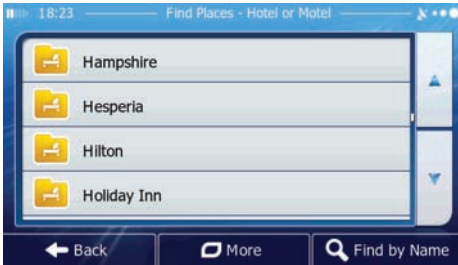 18:23 Find Places - Hotel or Motel
Hampshire
Hesperia
Hilton
Holiday Inn
Back More Find by Name